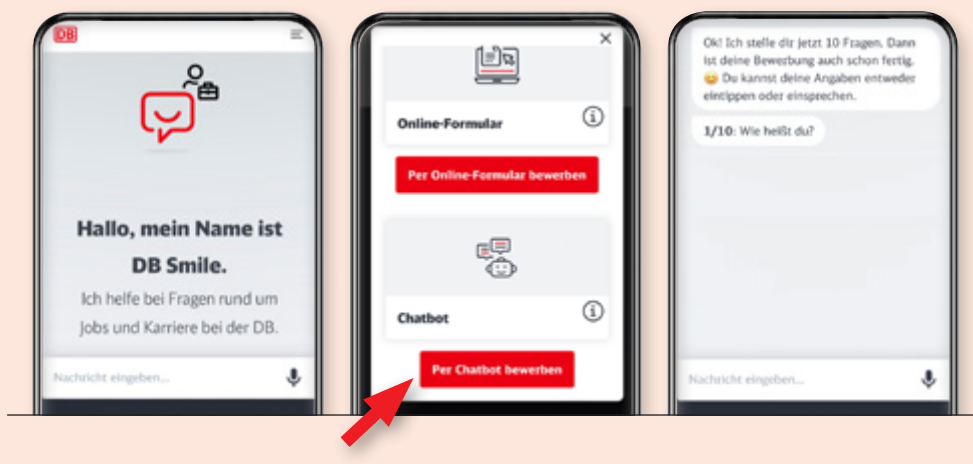 DB
Hallo, mein Name ist
DB Smile.
Ich helfe bei Fragen rund um
Jobs und Karriere bei der DB.
Nachricht eingeben...
Online-Formular
Per Online-Formular bewerben
Chatbot
Per Chatbot bewerben
Ok! Ich stelle dir jetzt 10 Fragen. Dann
ist deine Bewerbung auch schon fertig.
😀 Du kannst deine Angaben entweder
eintippen oder einsprechen.
1/10: Wie heißt du?
Nachricht eingeben...